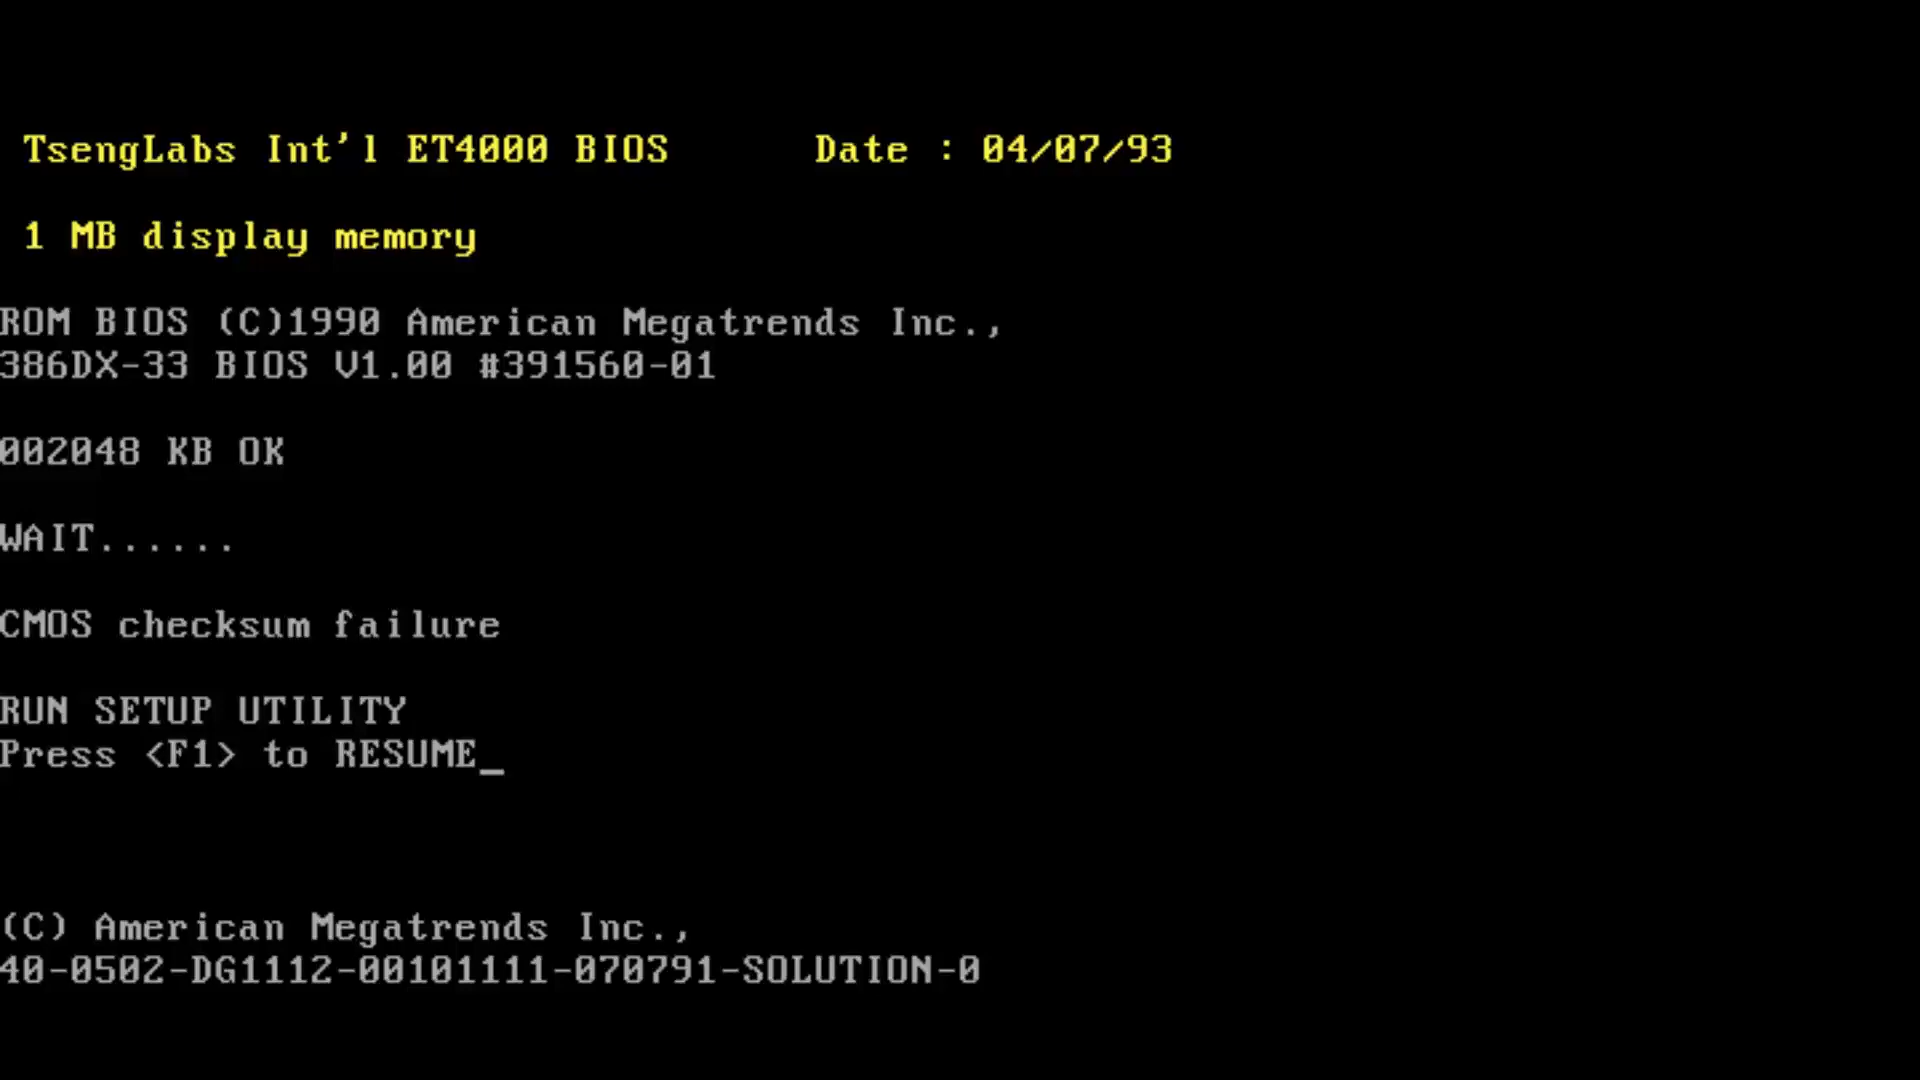 TsengLabs Int'l ET4000 BIOS      Date : 04/07/93
1 MB display memory
ROM BIOS (C)1990 American Megatrends Inc.,
386DX-33 BIOS V1.00 #391560-01
002048 KB OK
WAIT......
CMOS checksum failure
RUN SETUP UTILITY
Press <F1> to RESUME_
(C) American Megatrends Inc.,
40-0502-DG1112-00101111-070791-SOLUTION-0